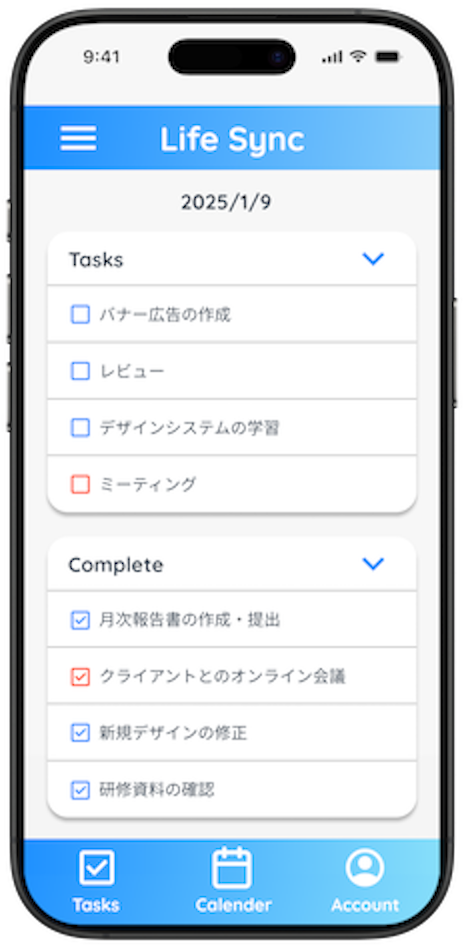 9:41
Life Sync
2025/1/9
Tasks
バナー広告の作成
レビュー
デザインシステムの学習
ミーティング
Complete
月次報告書の作成・提出
クライアントとのオンライン会議
新規デザインの修正
研修資料の確認
Tasks
Calender
Account